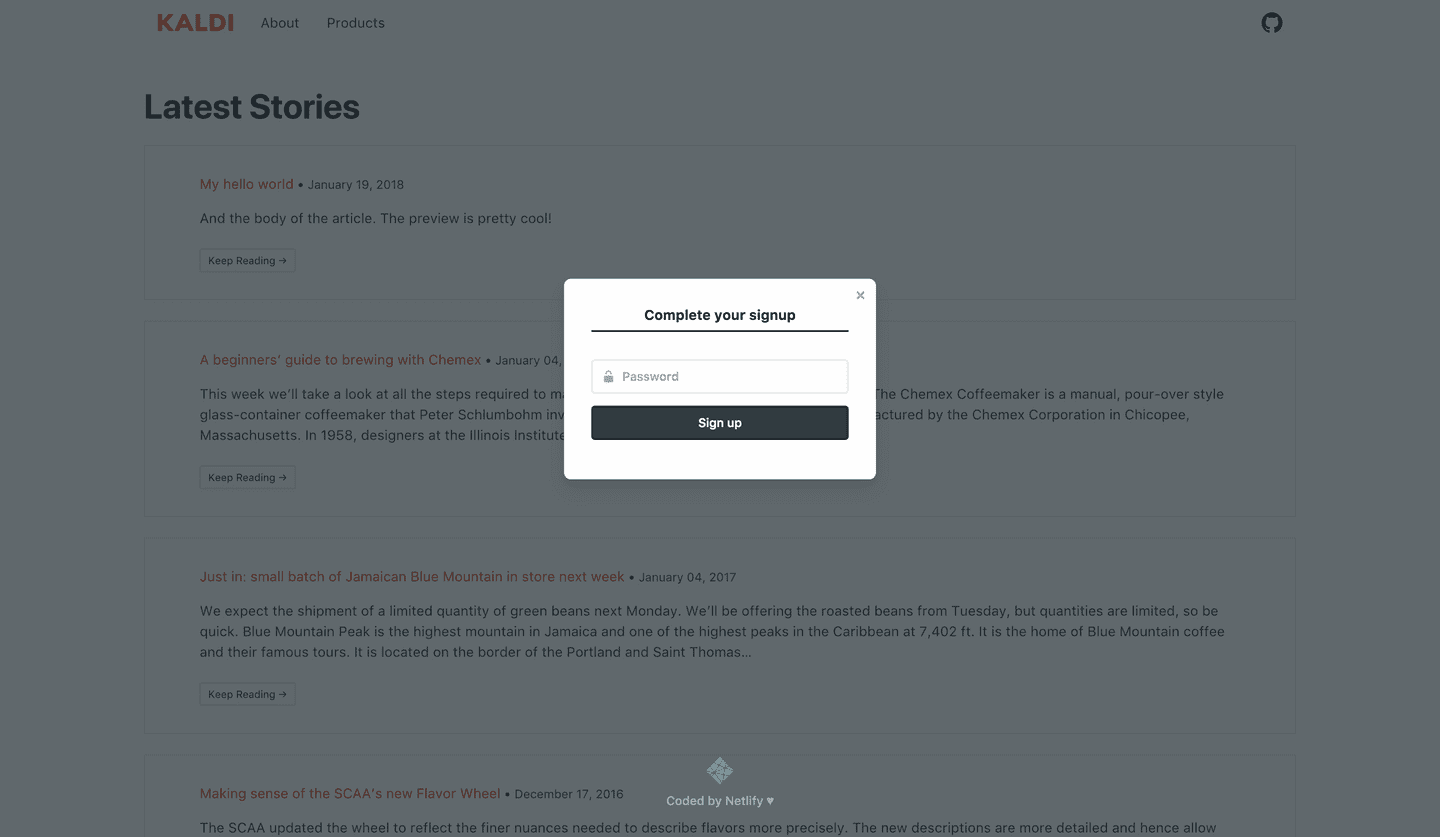 KALDI About Products
Latest Stories
My hello world • January 19, 2018
And the body of the article. The preview is pretty cool!
Keep Reading →
×
Complete your signup
Password
Sign up
A beginners’ guide to brewing with Chemex • January 04,
This week we’ll take a look at all the steps required to The Chemex Coffeemaker is a manual, pour-over style
glass-container coffeemaker that Peter Schlumbohm by the Chemex Corporation in Chicopee,
Massachusetts. In 1958, designers at the Illinois Institute
Keep Reading →
Just in: small batch of Jamaican Blue Mountain in store next week • January 04, 2017
We expect the shipment of a limited quantity of green beans next Monday. We’ll be offering the roasted beans from Tuesday, but quantities are limited, so be
quick. Blue Mountain Peak is the highest mountain in Jamaica and one of the highest peaks in the Caribbean at 7,402 ft. It is the home of Blue Mountain coffee
and their famous tours. It is located on the border of the Portland and Saint Thomas…
Keep Reading →
Making sense of the SCAA’s new Flavor Wheel • December 17, 2016
Coded by Netlify ♥
The SCAA updated the wheel to reflect the finer nuances needed to describe flavors more precisely. The new descriptions are more detailed and hence allow